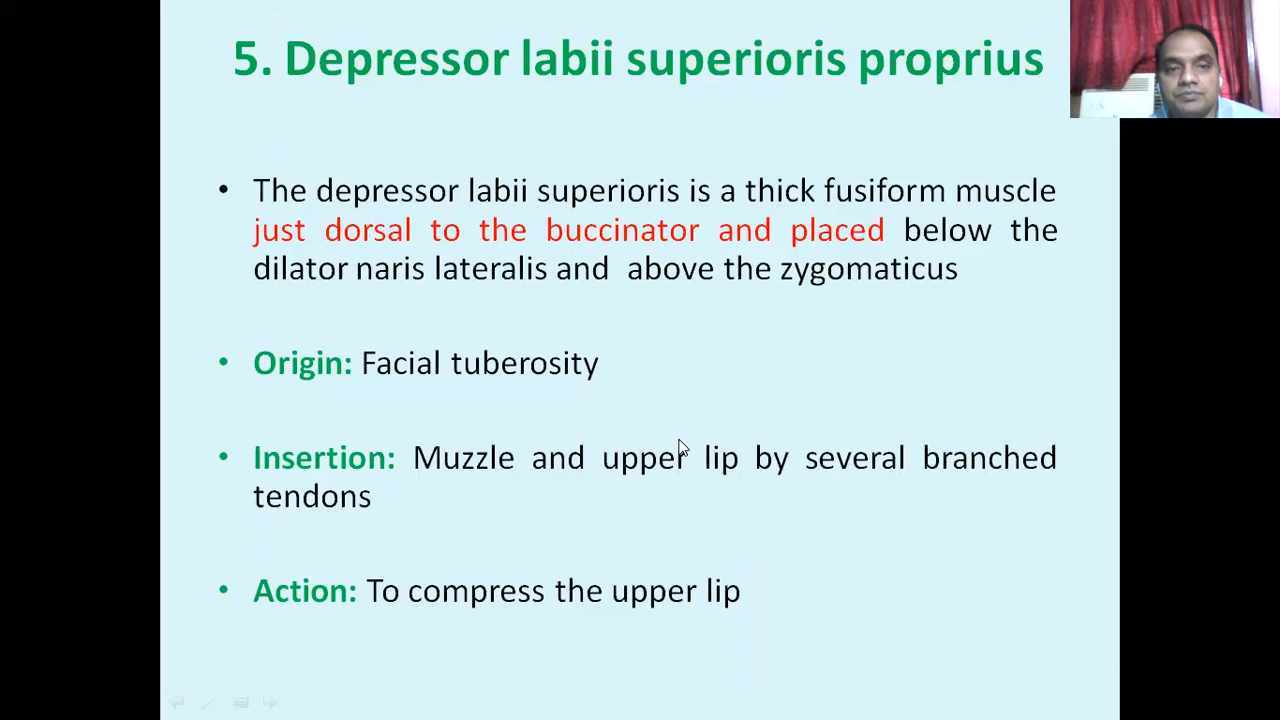 5. Depressor labii superioris proprius
• The depressor labii superioris is a thick fusiform muscle
just dorsal to the buccinator and placed below the
dilator naris lateralis and above the zygomaticus
• Origin: Facial tuberosity
• Insertion: Muzzle and upper lip by several branched
tendons
• Action: To compress the upper lip